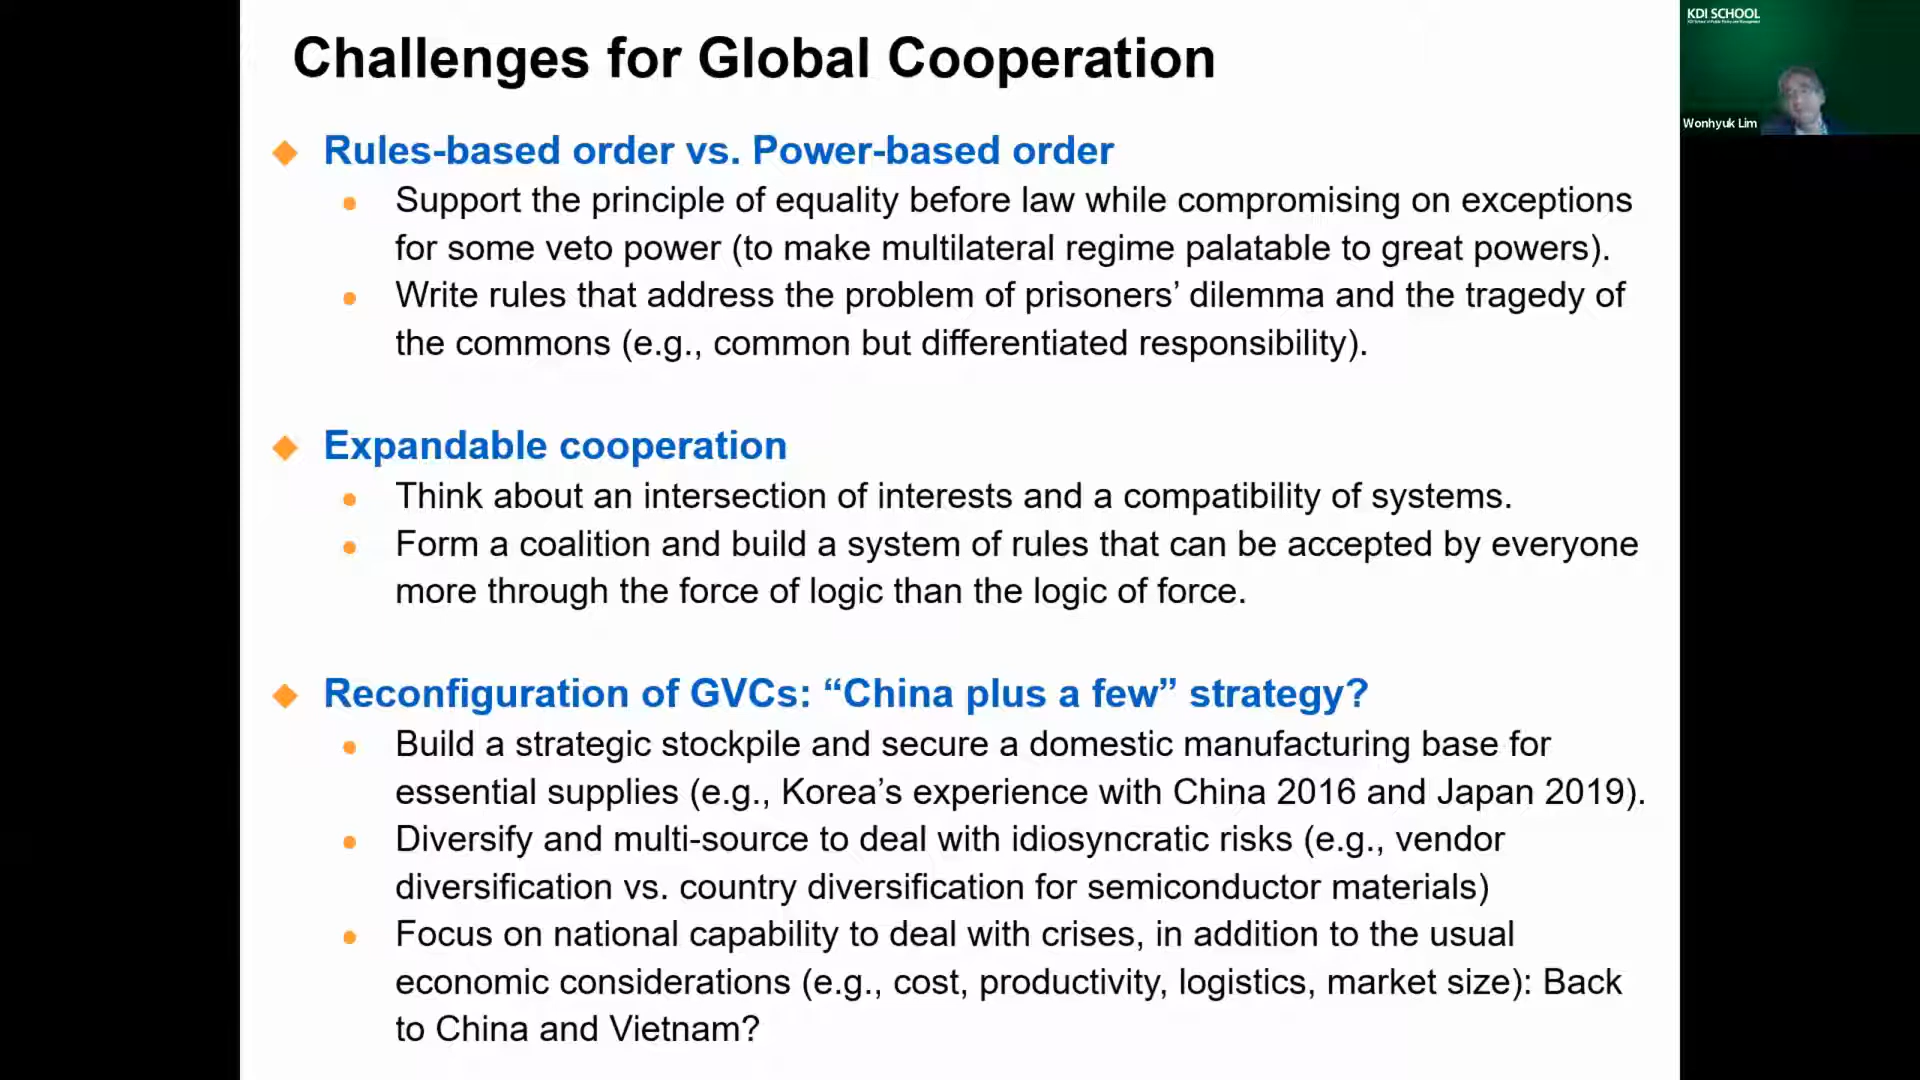 Challenges for Global Cooperation
KDI SCHOOL
Wonhyuk Lim
Rules-based order vs. Power-based order
Support the principle of equality before law while compromising on exceptions
for some veto power (to make multilateral regime palatable to great powers).
Write rules that address the problem of prisoners’ dilemma and the tragedy of
the commons (e.g., common but differentiated responsibility).
Expandable cooperation
Think about an intersection of interests and a compatibility of systems.
Form a coalition and build a system of rules that can be accepted by everyone
more through the force of logic than the logic of force.
Reconfiguration of GVCs: “China plus a few” strategy?
Build a strategic stockpile and secure a domestic manufacturing base for
essential supplies (e.g., Korea’s experience with China 2016 and Japan 2019).
Diversify and multi-source to deal with idiosyncratic risks (e.g., vendor
diversification vs. country diversification for semiconductor materials)
Focus on national capability to deal with crises, in addition to the usual
economic considerations (e.g., cost, productivity, logistics, market size): Back
to China and Vietnam?